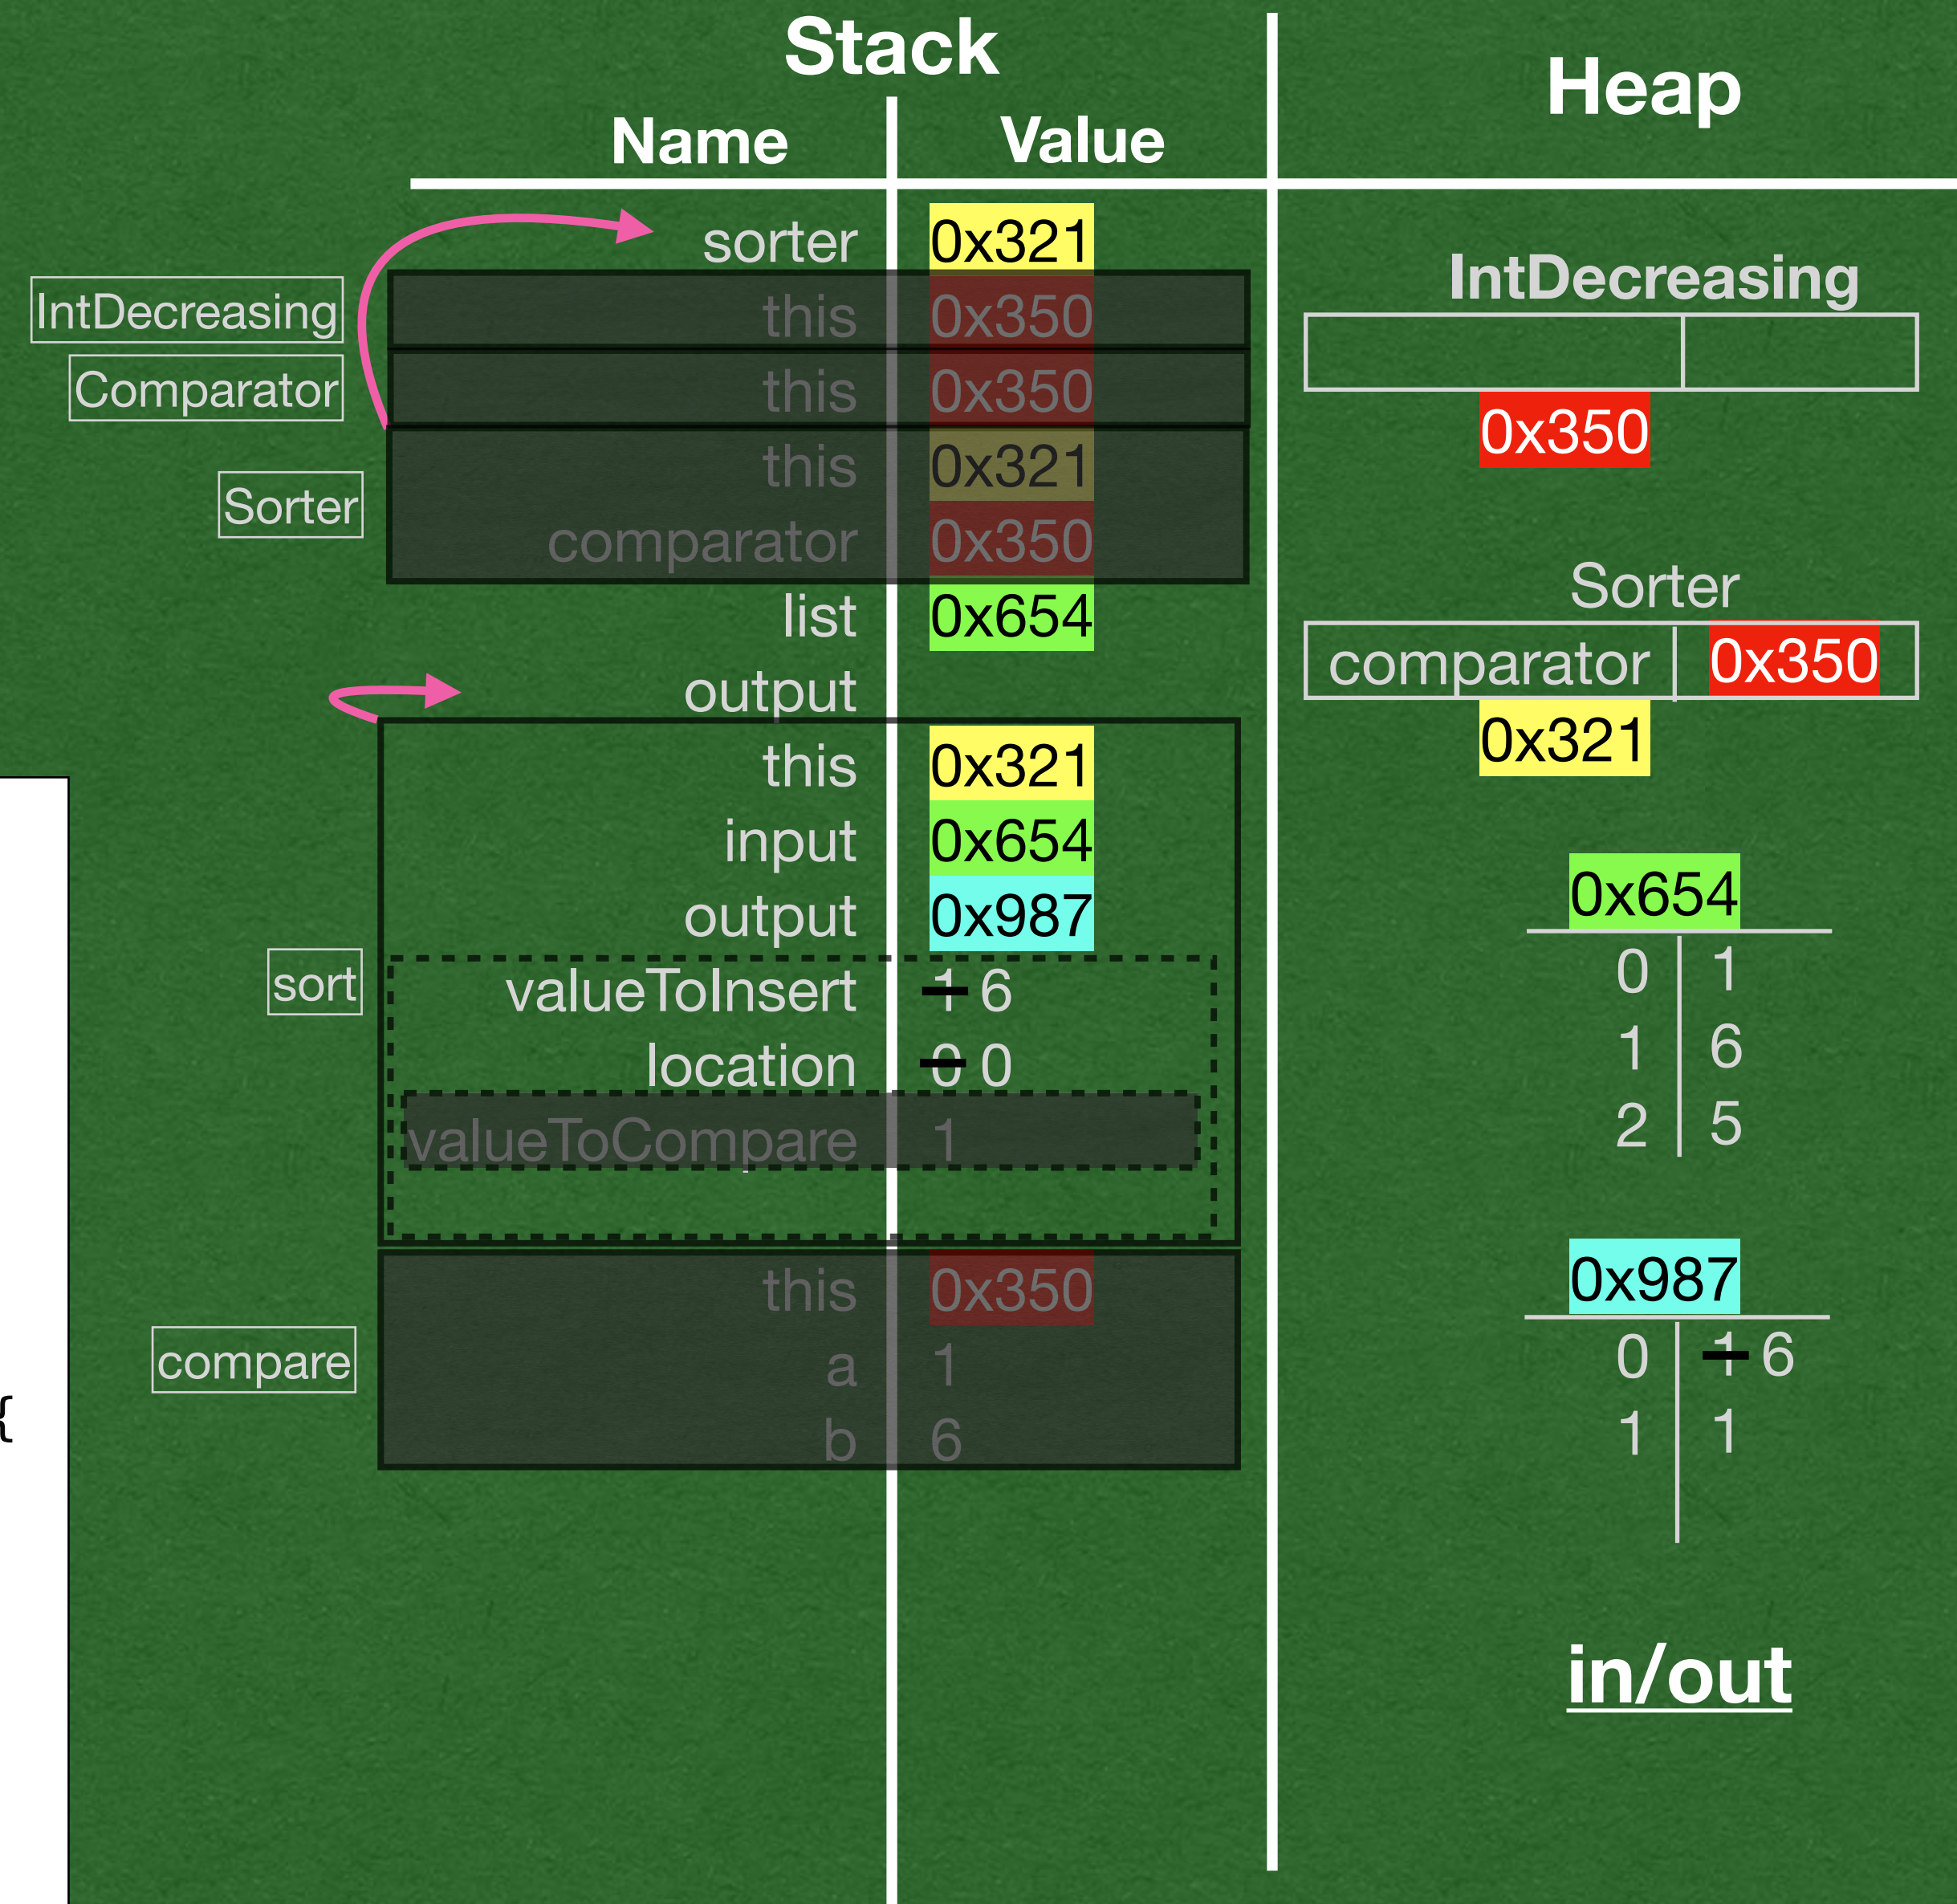 Stack
Heap
Name Value
sorter 0x321
IntDecreasing
IntDecreasing this 0x350
Comparator this 0x350
0x350
this 0x321
Sorter
comparator 0x350
Sorter
list 0x654
comparator 0x350
output
0x321
this 0x321
input 0x654
0x654
output 0x987
0 1
sort
valueToInsert 1 6
location 0 0
1 6
valueToCompare 1
2 5
this 0x350
0x987
compare
a 1
0 1 6
{
b 6
1 1
in/out